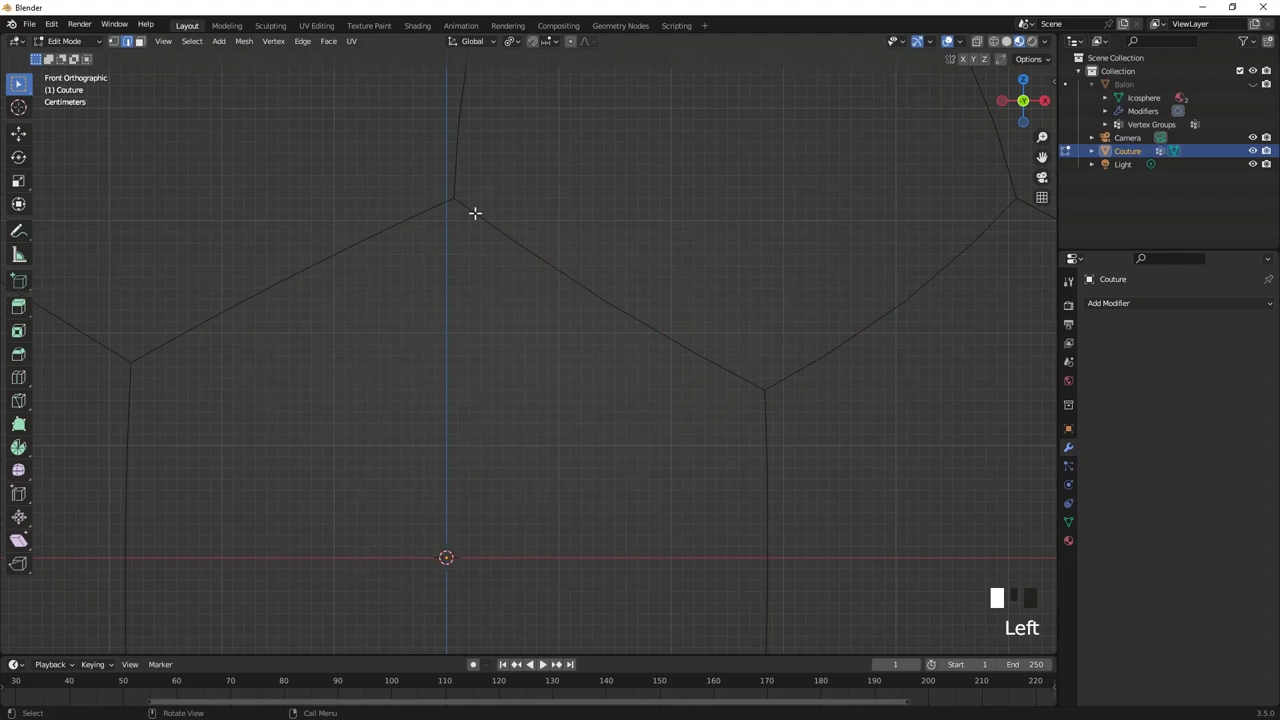 Blender
File Edit Render Window Help
Layout Modeling Sculpting UV Editing Texture Paint Shading Animation Rendering Compositing Geometry Nodes Scripting +
Scene ViewLayer
Edit Mode View Select Add Mesh Vertex Edge Face UV Global
X Y Z Options
Front Orthographic
(1) Couture
Centimeters
Z
X
-Y
Scene Collection
Collection
Balon
Icosphere 2
Modifiers
Vertex Groups
Camera
Couture
Light
Couture
Add Modifier
Left
Playback Keying View Marker 1 Start 1 End 250
30 40 50 60 70 80 90 100 110 120 130 140 150 160 170 180 190 200 210 220
Select Rotate View Call Menu 3.5.0